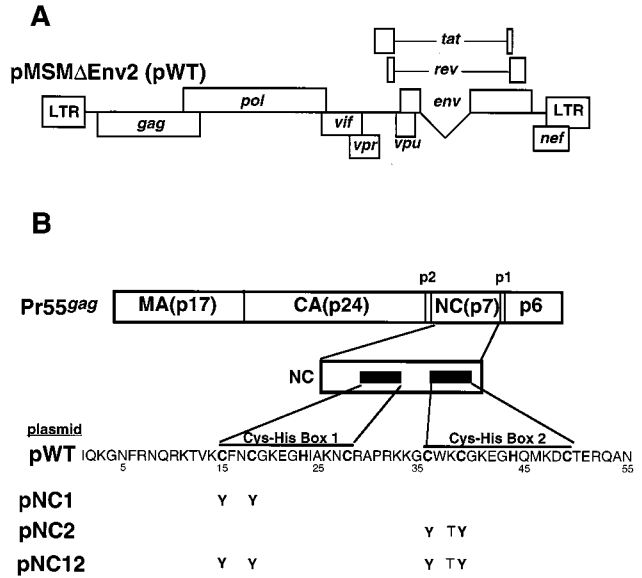 A
tat
pMSMΔEnv2 (pWT)
rev
pol
env
LTR
LTR
gag
vif
nef
vpr
vpu
B
p2
p1
Pr55gag
MA(p17)
CA(p24)
NC(p7)
p6
NC
plasmid
Cys-His Box 1
Cys-His Box 2
pWT IQKGNFRNQRKTVKCFNCGKEGHIAKNCRAPRKKGCWKCGKEGHQMKDCTERQAN
5 15 25 35 45 55
pNC1 Y Y
pNC2 Y T Y
pNC12 Y Y Y T Y